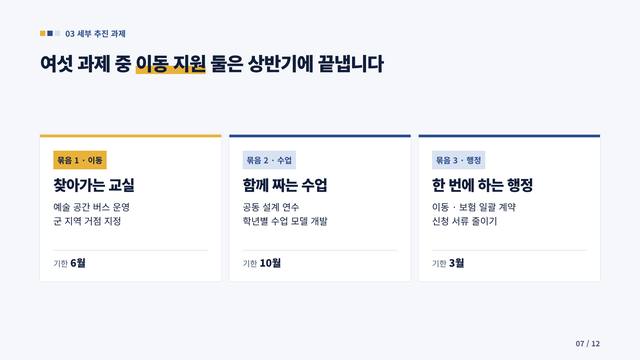 03 세부 추진 과제
여섯 과제 중 이동 지원 둘은 상반기에 끝냅니다
묶음 1 · 이동
찾아가는 교실
예술 공간 버스 운영
군 지역 거점 지정
기한 6월
묶음 2 · 수업
함께 짜는 수업
공동 설계 연수
학년별 수업 모델 개발
기한 10월
묶음 3 · 행정
한 번에 하는 행정
이동 · 보험 일괄 계약
신청 서류 줄이기
기한 3월
07 / 12